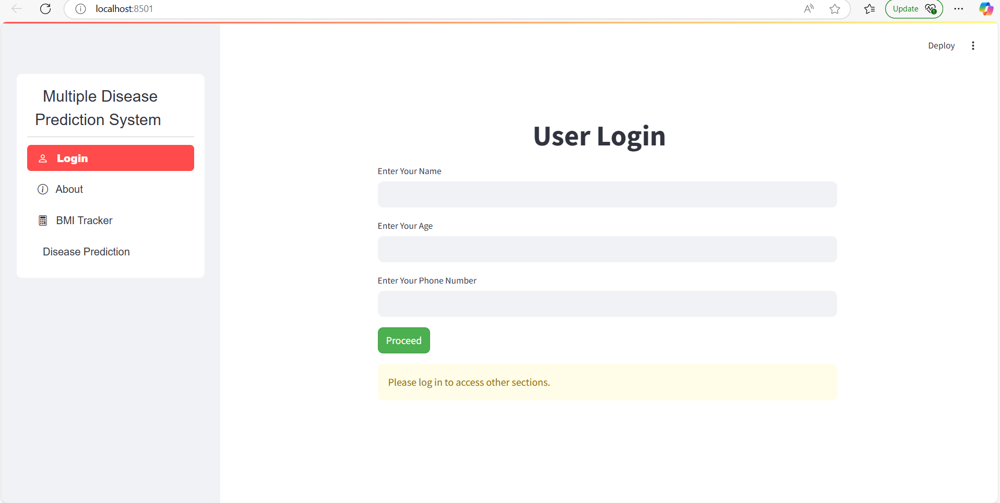 localhost:8501
Update
Deploy
Multiple Disease
Prediction System
Login
About
BMI Tracker
Disease Prediction
User Login
Enter Your Name
Enter Your Age
Enter Your Phone Number
Proceed
Please log in to access other sections.